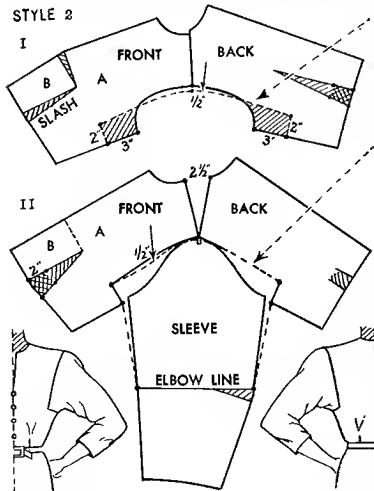 STYLE 2
I
FRONT
BACK
B
A
SLASH
1/2"
2"
3"
3"
2"
II
2 1/2"
FRONT
BACK
B
A
2"
1/2"
SLEEVE
ELBOW LINE